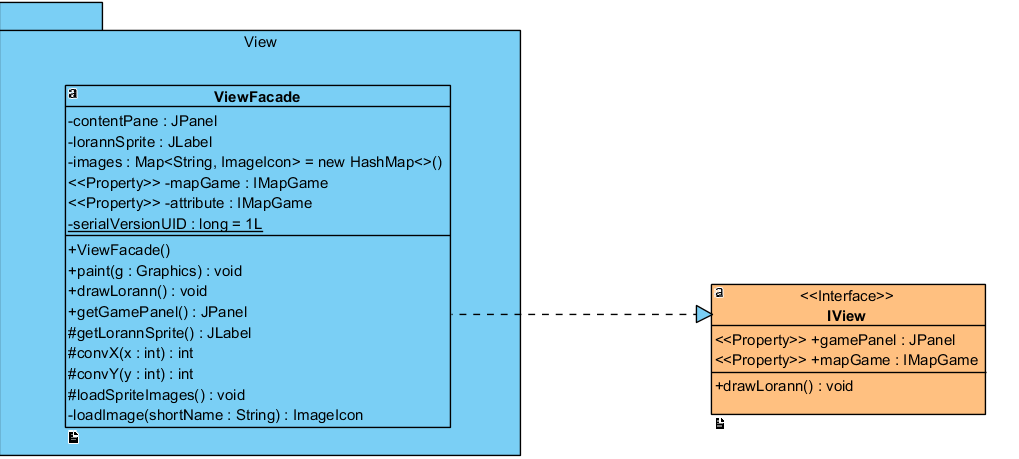 View
a
ViewFacade
-contentPane : JPanel
-lorannSprite : JLabel
-images : Map<String, ImageIcon> = new HashMap<>()
<<Property>> -mapGame : IMapGame
<<Property>> -attribute : IMapGame
-serialVersionUID : long = 1L
+ViewFacade()
+paint(g : Graphics) : void
+drawLorann() : void
+getGamePanel() : JPanel
#getLorannSprite() : JLabel
#convX(x : int) : int
#convY(y : int) : int
#loadSpriteImages() : void
-loadImage(shortName : String) : ImageIcon
a
<<Interface>>
IView
<<Property>> +gamePanel : JPanel
<<Property>> +mapGame : IMapGame
+drawLorann() : void